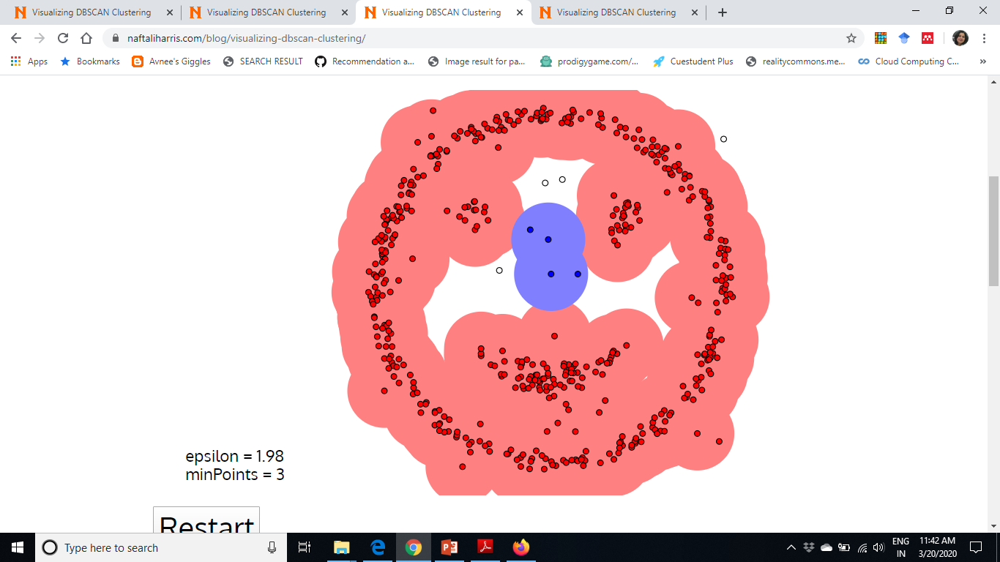 Visualizing DBSCAN Clustering
Visualizing DBSCAN Clustering
Visualizing DBSCAN Clustering
Visualizing DBSCAN Clustering
naftaliharris.com/blog/visualizing-dbscan-clustering/
Apps
Bookmarks
Avnee's Giggles
SEARCH RESULT
Recommendation a...
Image result for pa...
prodigygame.com/...
Cuestudent Plus
realitycommons.me...
Cloud Computing C...
»
epsilon = 1.98
minPoints = 3
Restart
Type here to search
ENG
IN
11:42 AM
3/20/2020